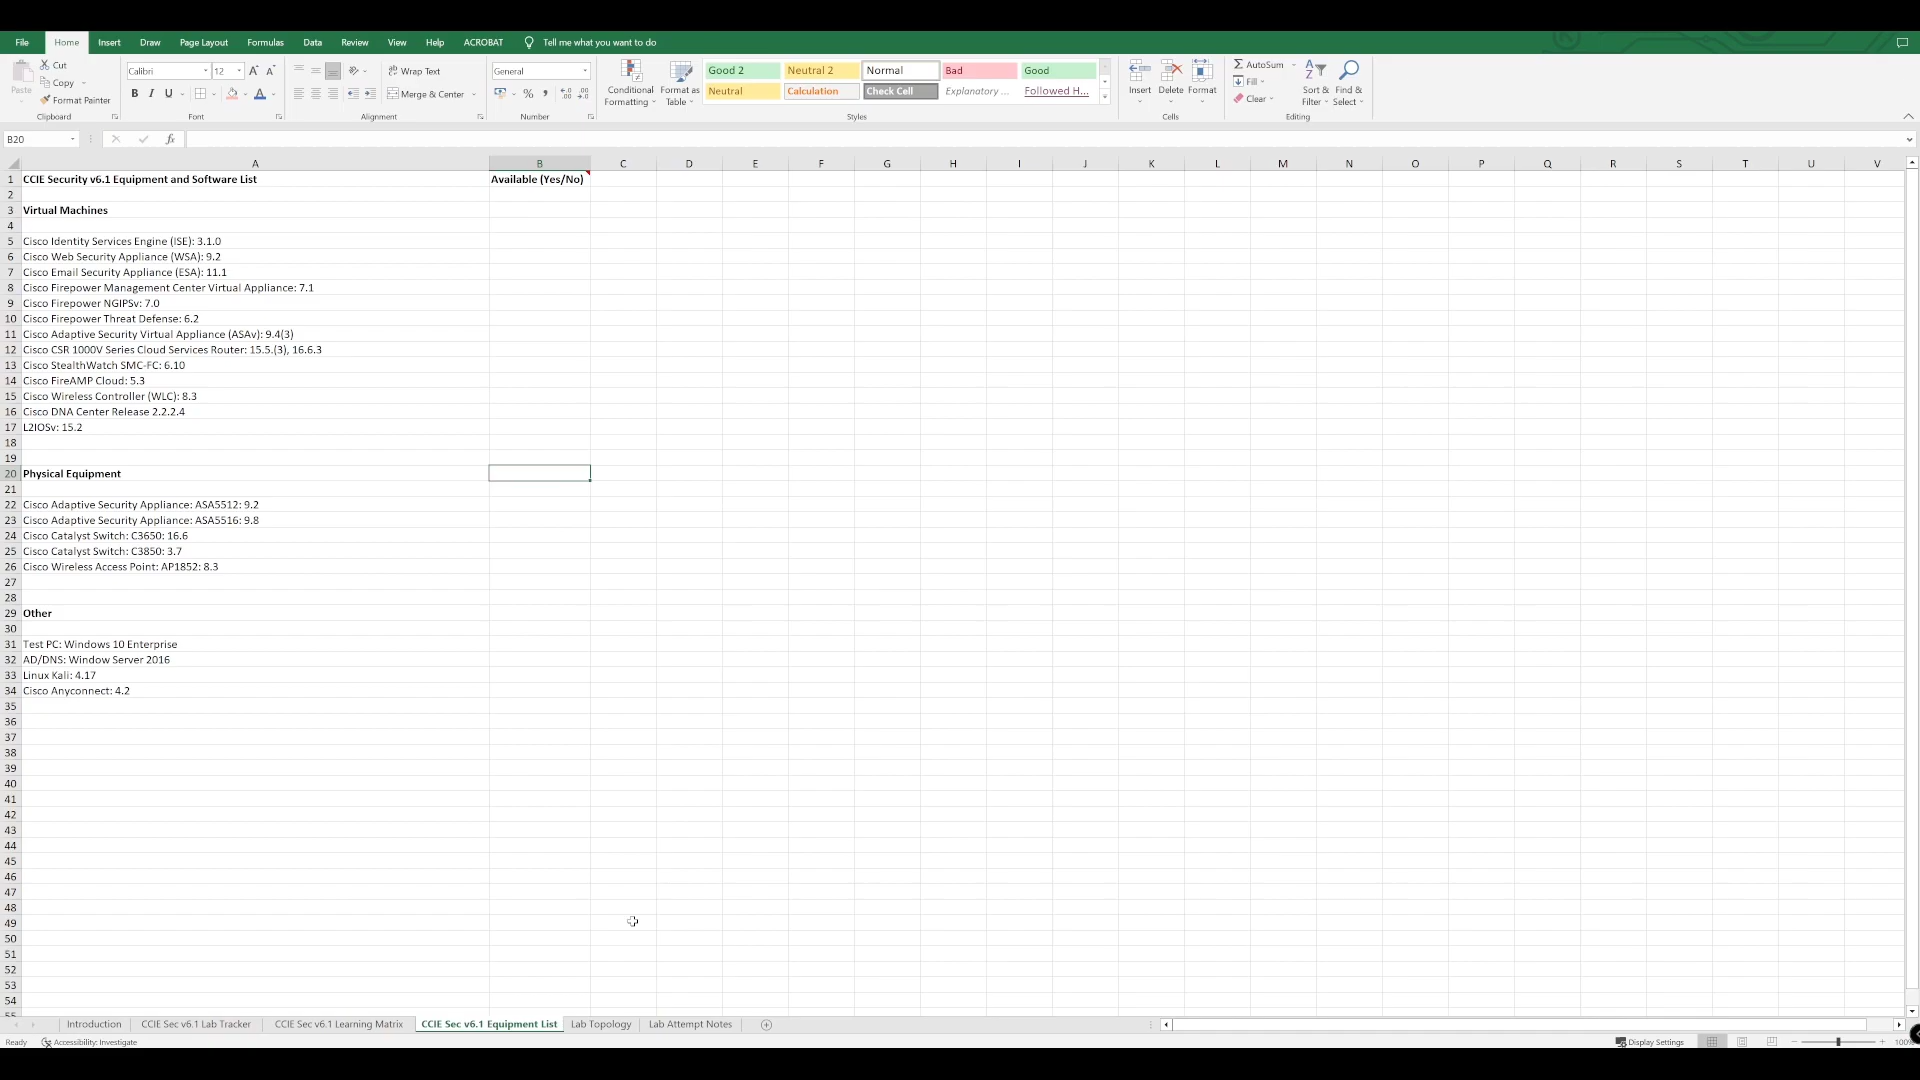 File Home Insert Draw Page Layout Formulas Data Review View Help ACROBAT Tell me what you want to do
Paste Cut Copy Format Painter Clipboard
Calibri 12 B I U Font
Wrap Text Merge & Center Alignment
General % Number
Conditional Formatting Format as Table
Good 2 Neutral 2 Normal Bad Good
Neutral Calculation Check Cell Explanatory ... Followed H...
Styles
Insert Delete Format Cells
AutoSum Fill Clear Sort & Filter Find & Select Editing
B20 fx
A B C D E F G H I J K L M N O P Q R S T U V
1 CCIE Security v6.1 Equipment and Software List Available (Yes/No)
2
3 Virtual Machines
4
5 Cisco Identity Services Engine (ISE): 3.1.0
6 Cisco Web Security Appliance (WSA): 9.2
7 Cisco Email Security Appliance (ESA): 11.1
8 Cisco Firepower Management Center Virtual Appliance: 7.1
9 Cisco Firepower NGIPSv: 7.0
10 Cisco Firepower Threat Defense: 6.2
11 Cisco Adaptive Security Virtual Appliance (ASAv): 9.4(3)
12 Cisco CSR 1000V Series Cloud Services Router: 15.5.(3), 16.6.3
13 Cisco StealthWatch SMC-FC: 6.10
14 Cisco FireAMP Cloud: 5.3
15 Cisco Wireless Controller (WLC): 8.3
16 Cisco DNA Center Release 2.2.2.4
17 L2IOSv: 15.2
18
19
20 Physical Equipment
21
22 Cisco Adaptive Security Appliance: ASA5512: 9.2
23 Cisco Adaptive Security Appliance: ASA5516: 9.8
24 Cisco Catalyst Switch: C3650: 16.6
25 Cisco Catalyst Switch: C3850: 3.7
26 Cisco Wireless Access Point: AP1852: 8.3
27
28
29 Other
30
31 Test PC: Windows 10 Enterprise
32 AD/DNS: Window Server 2016
33 Linux Kali: 4.17
34 Cisco Anyconnect: 4.2
35
36
37
38
39
40
41
42
43
44
45
46
47
48
49
50
51
52
53
54
55
Introduction CCIE Sec v6.1 Lab Tracker CCIE Sec v6.1 Learning Matrix CCIE Sec v6.1 Equipment List Lab Topology Lab Attempt Notes
Ready Accessibility: Investigate Display Settings 100%